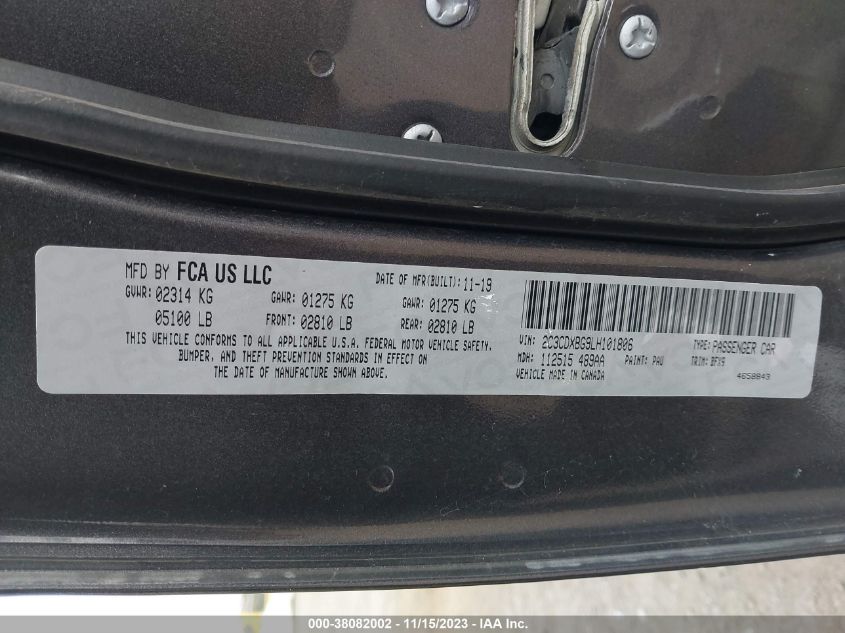 MFD BY FCA US LLC
DATE OF MFR(BUILT): 11-19
GVWR: 02314 KG GAWR: 01275 KG GAWR: 01275 KG
05100 LB FRONT: 02810 LB REAR: 02810 LB
THIS VEHICLE CONFORMS TO ALL APPLICABLE U.S.A. FEDERAL MOTOR VEHICLE SAFETY,
BUMPER, AND THEFT PREVENTION STANDARDS IN EFFECT ON
THE DATE OF MANUFACTURE SHOWN ABOVE.
VIN: 2C3CDXBG9LH101806 TYPE: PASSENGER CAR
MDH: 112515 489AA PAINT: PAU TRIM: BFX9
VEHICLE MADE IN CANADA 4658843
000-38082002 - 11/15/2023 - IAA Inc.